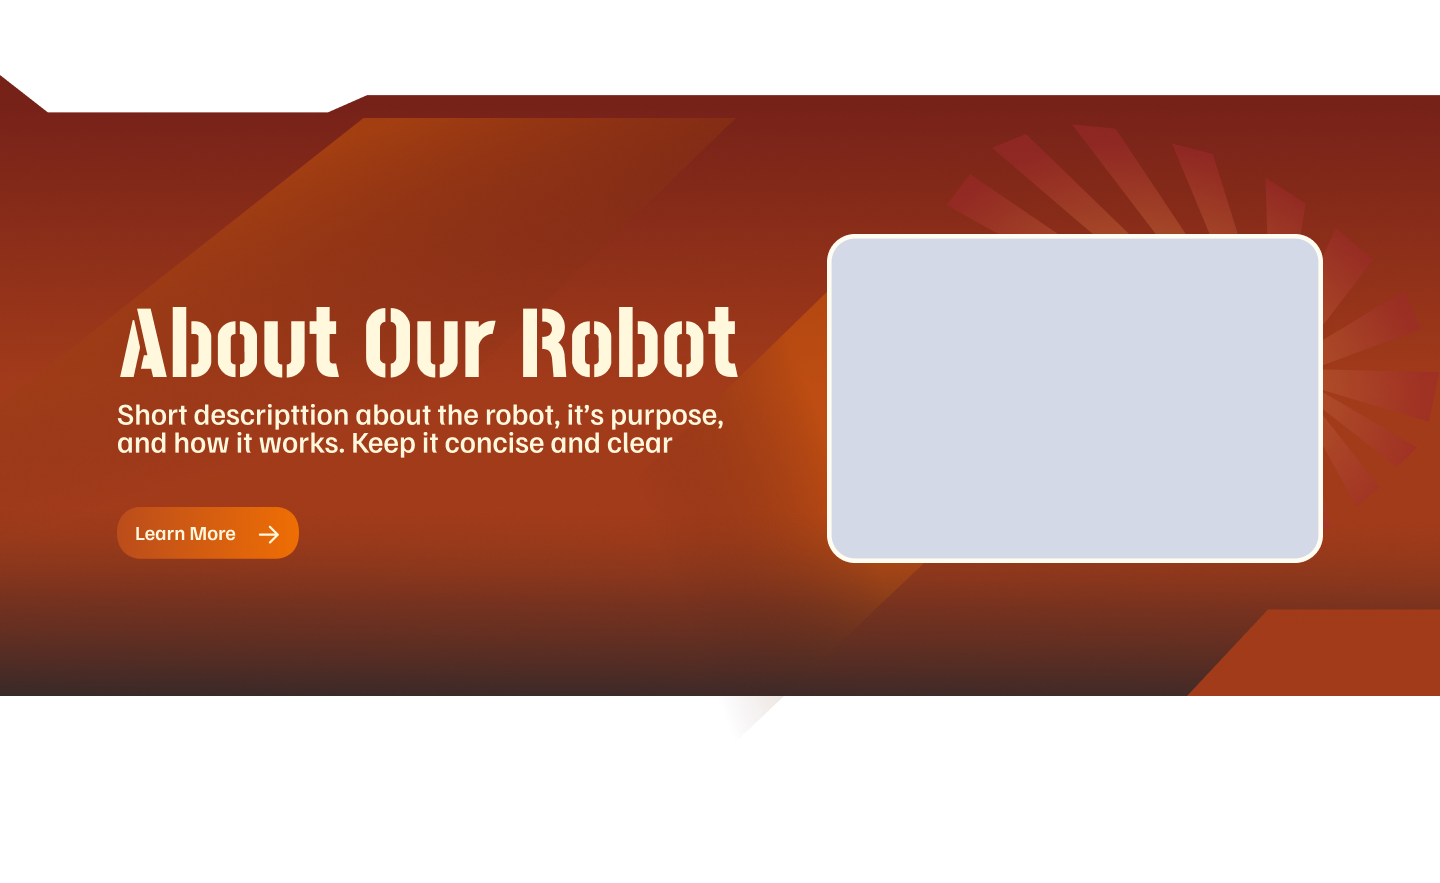 About Our Robot
Short descripttion about the robot, it’s purpose,
and how it works. Keep it concise and clear
Learn More